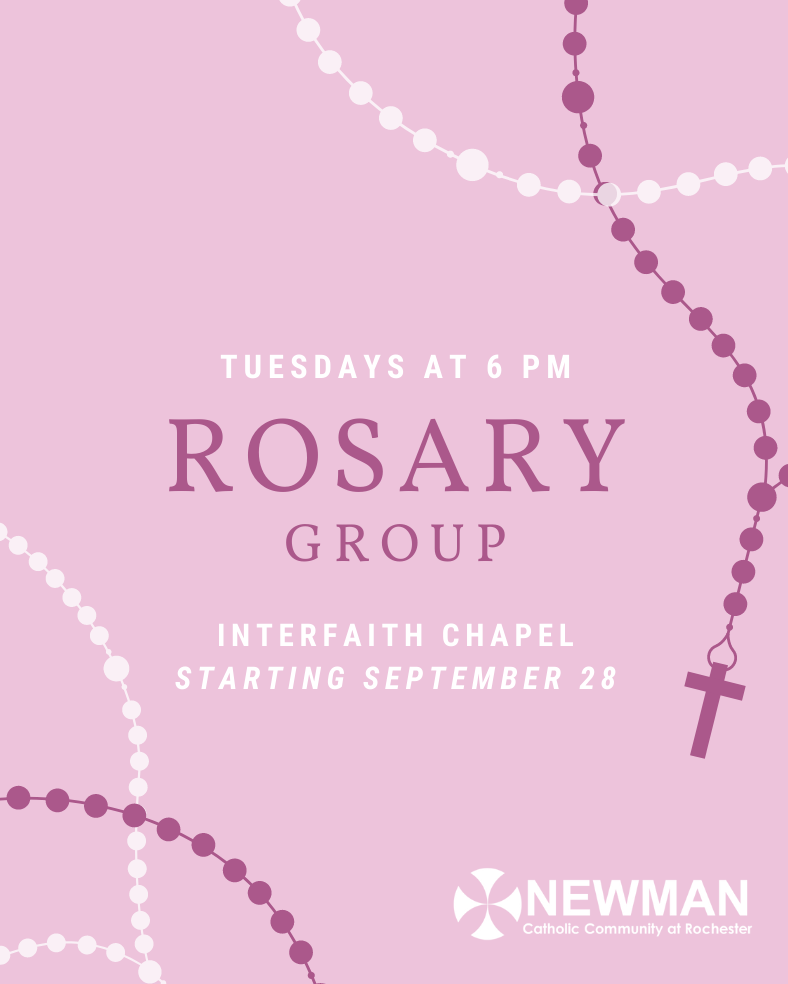 TUESDAYS AT 6 PM
ROSARY
GROUP
INTERFAITH CHAPEL
STARTING SEPTEMBER 28
NEWMAN
Catholic Community at Rochester